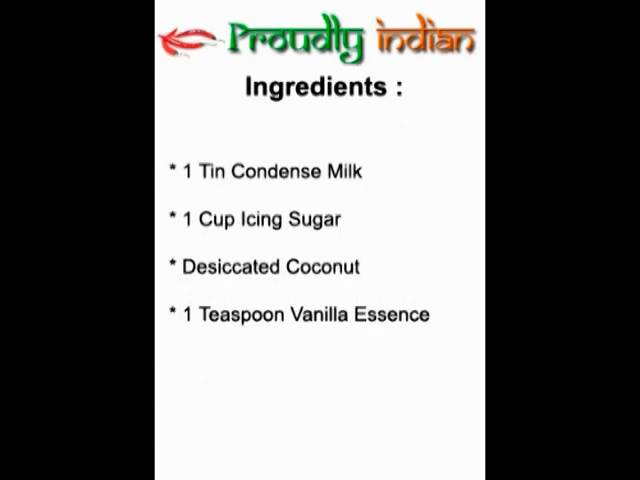 Proudly indian
Ingredients :
* 1 Tin Condense Milk
* 1 Cup Icing Sugar
* Desiccated Coconut
* 1 Teaspoon Vanilla Essence